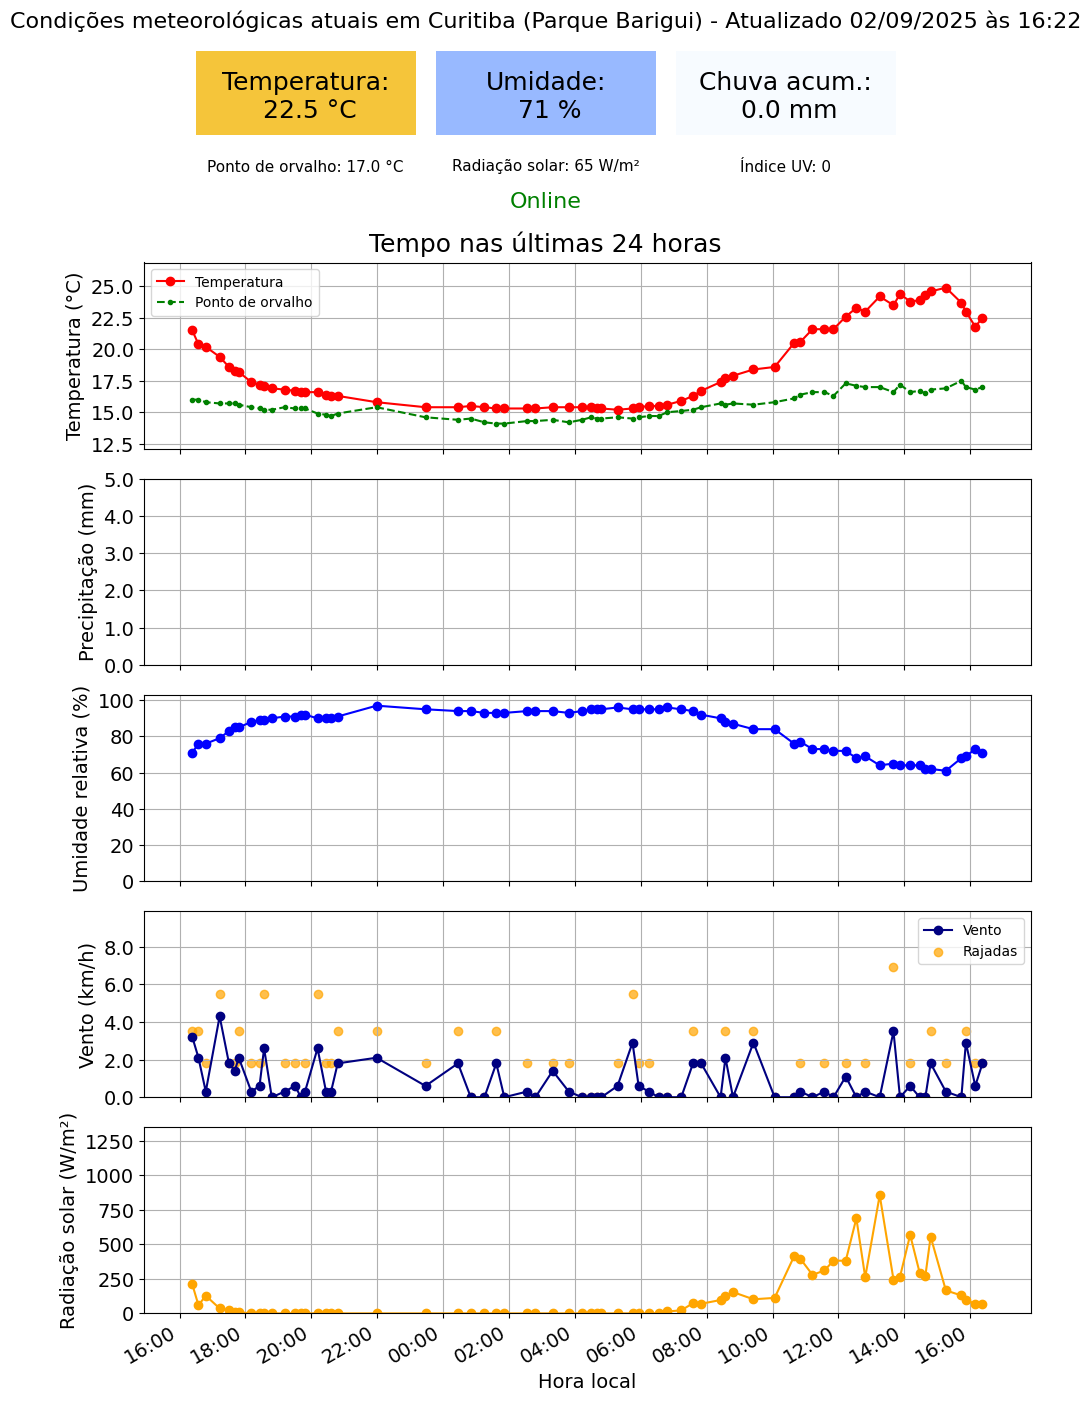 Condições meteorológicas atuais em Curitiba (Parque Barigui) - Atualizado 02/09/2025 às 16:22
Temperatura:
22.5 °C
Umidade:
71 %
Chuva acum.:
0.0 mm
Ponto de orvalho: 17.0 °C
Radiação solar: 65 W/m²
Índice UV: 0
Online
Tempo nas últimas 24 horas
Temperatura (°C)
25.0
22.5
20.0
17.5
15.0
12.5
Temperatura
Ponto de orvalho
Precipitação (mm)
5.0
4.0
3.0
2.0
1.0
0.0
Umidade relativa (%)
100
80
60
40
20
0
Vento (km/h)
8.0
6.0
4.0
2.0
0.0
Vento
Rajadas
Radiação solar (W/m²)
1250
1000
750
500
250
0
16:00
18:00
20:00
22:00
00:00
02:00
04:00
06:00
08:00
10:00
12:00
14:00
16:00
Hora local